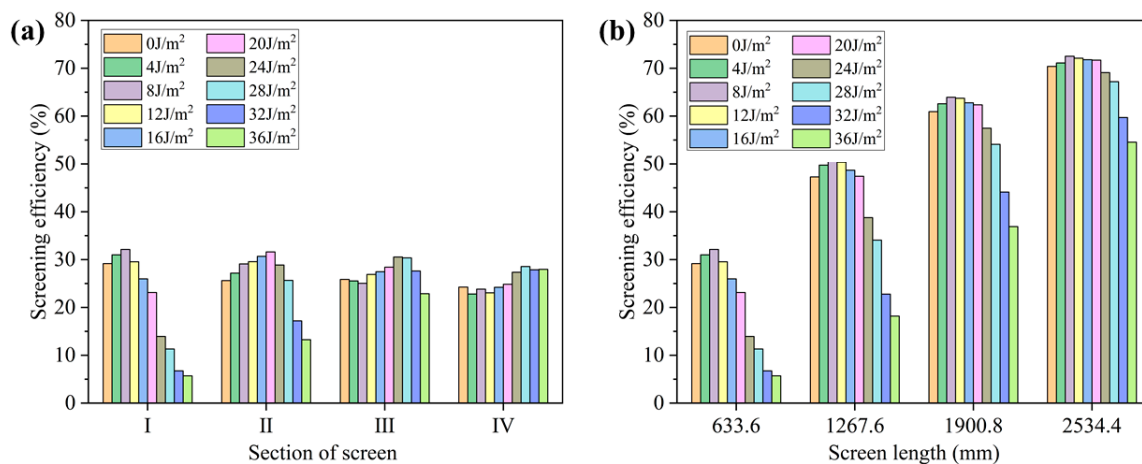 (a)
80
70
60
50
40
30
20
10
0
Screening efficiency (%)
0J/m²
4J/m²
8J/m²
12J/m²
16J/m²
20J/m²
24J/m²
28J/m²
32J/m²
36J/m²
I II III IV
Section of screen
(b)
80
70
60
50
40
30
20
10
0
Screening efficiency (%)
0J/m²
4J/m²
8J/m²
12J/m²
16J/m²
20J/m²
24J/m²
28J/m²
32J/m²
36J/m²
633.6 1267.6 1900.8 2534.4
Screen length (mm)